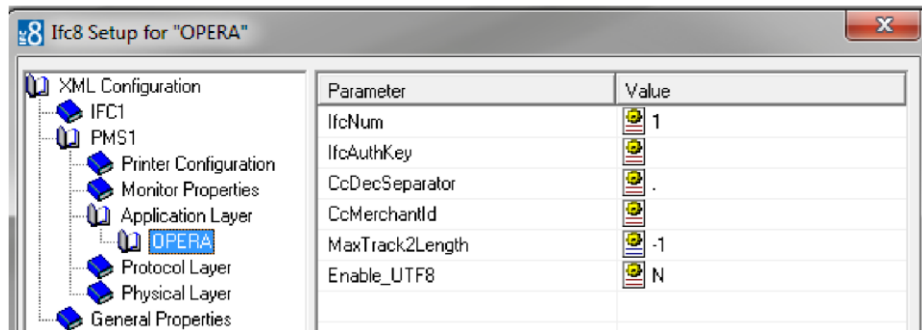 Ifc8 Setup for "OPERA"
XML Configuration
IFC1
PMS1
Printer Configuration
Monitor Properties
Application Layer
OPERA
Protocol Layer
Physical Layer
General Properties
Parameter Value
IfcNum 1
IfcAuthKey
CcDecSeparator .
CcMerchantId
MaxTrack2Length -1
Enable_UTF8 N